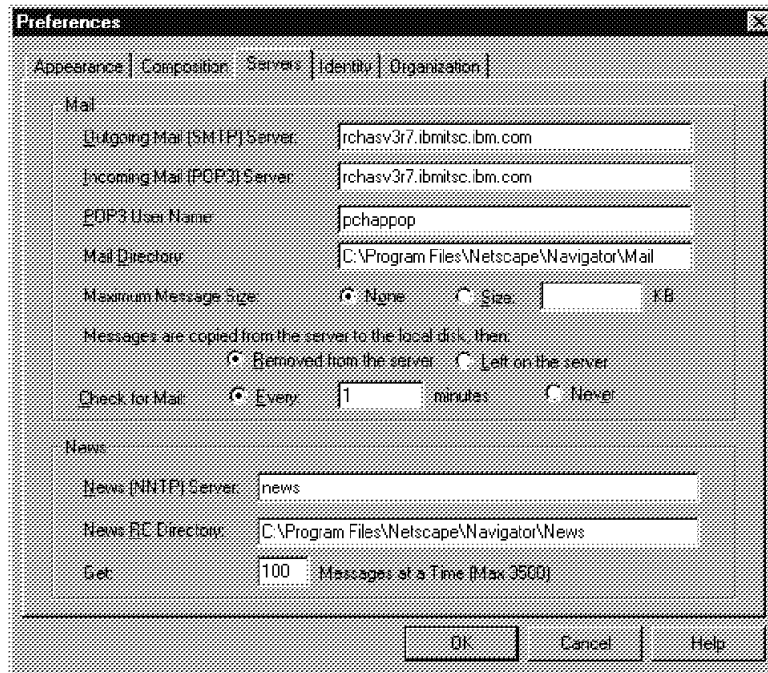 Preferences
Appearance Composition Servers Identity Organization
Mail
Outgoing Mail (SMTP) Server: rchasv3r7.ibmitsc.ibm.com
Incoming Mail (POP3) Server: rchasv3r7.ibmitsc.ibm.com
POP3 User Name: pchappop
Mail Directory: C:\Program Files\Netscape\Navigator\Mail
Maximum Message Size: None Size: KB
Messages are copied from the server to the local disk, then:
Removed from the server Left on the server
Check for Mail: Every: 1 minutes Never
News
News (NNTP) Server: news
News RC Directory: C:\Program Files\Netscape\Navigator\News
Get: 100 Messages at a Time (Max 3500)
OK Cancel Help